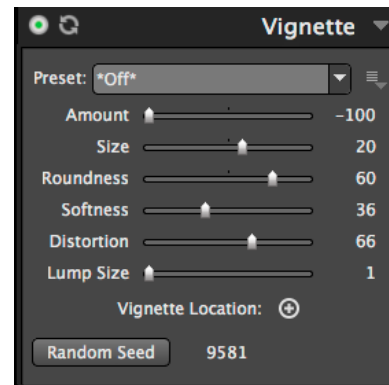 Vignette
Preset: *Off*
Amount -100
Size 20
Roundness 60
Softness 36
Distortion 66
Lump Size 1
Vignette Location:
Random Seed 9581